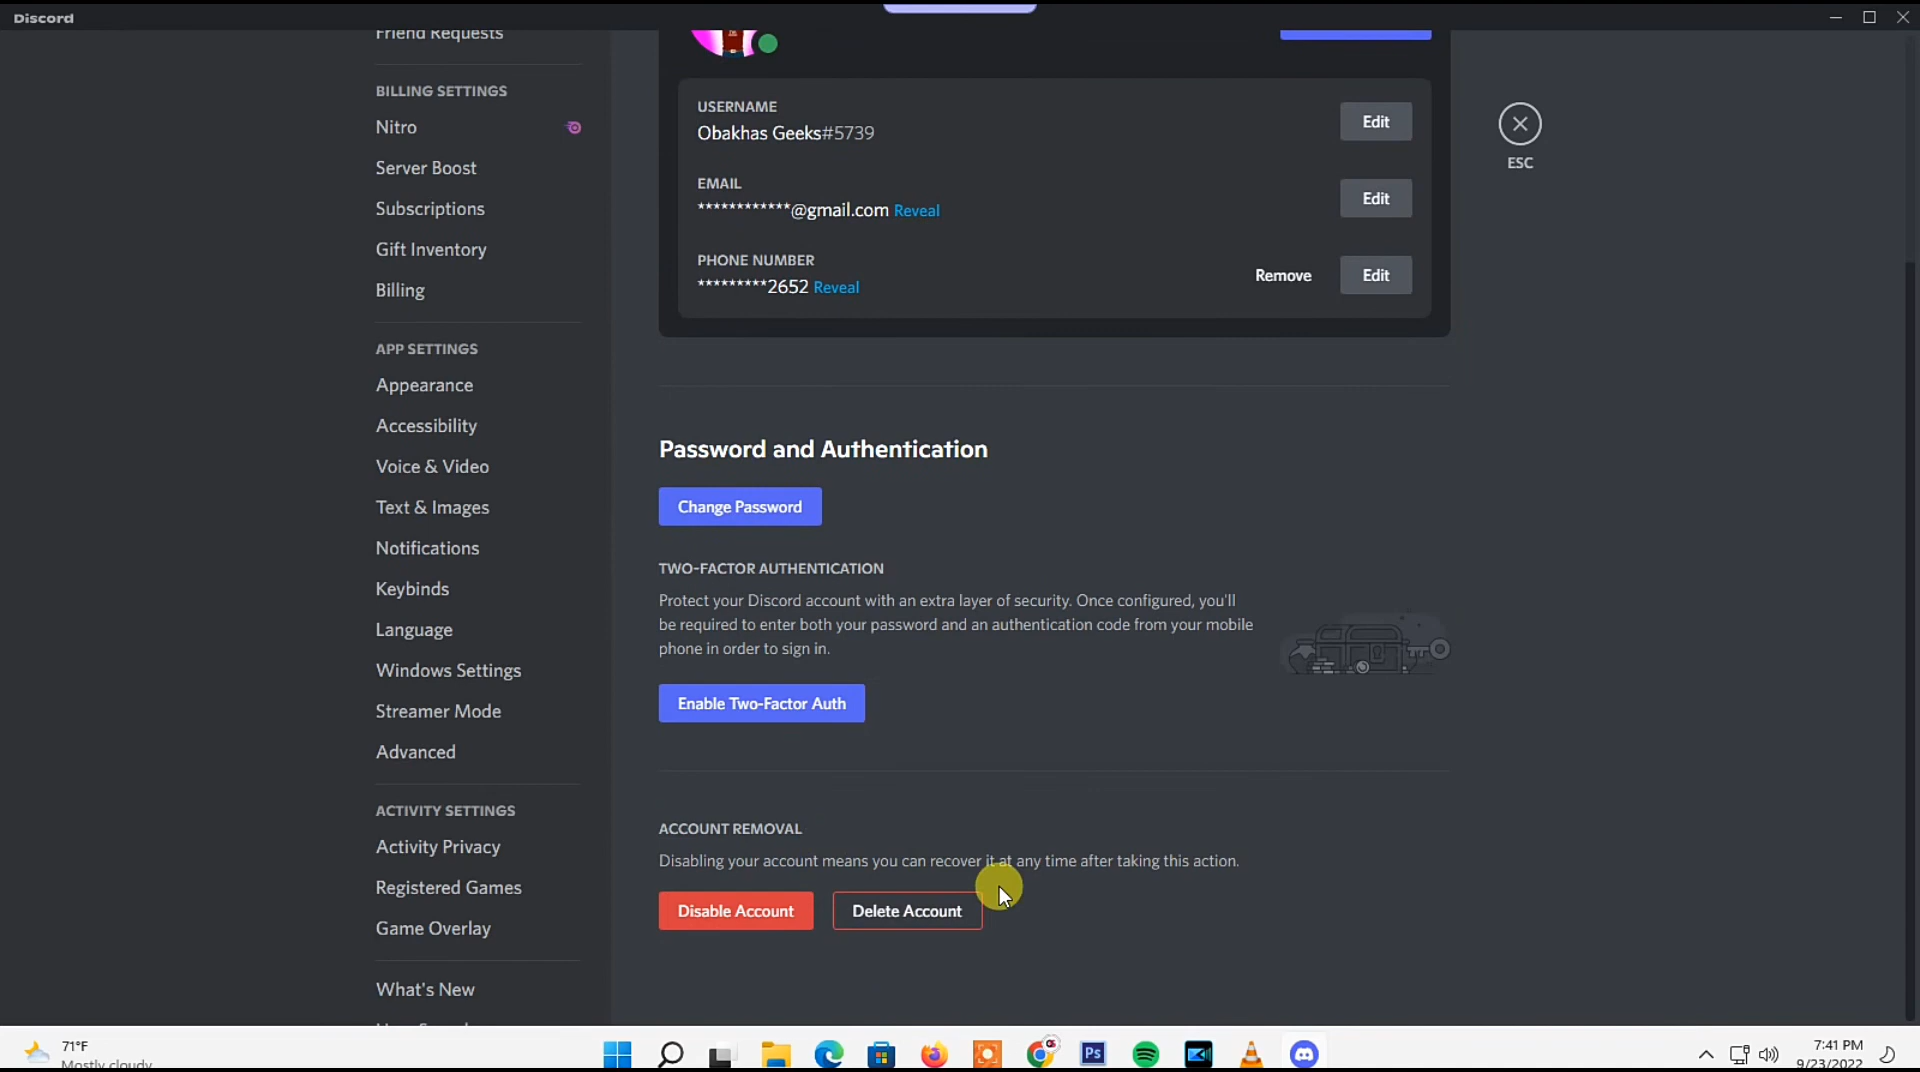 Discord
Friend Requests
BILLING SETTINGS
Nitro
Server Boost
Subscriptions
Gift Inventory
Billing
APP SETTINGS
Appearance
Accessibility
Voice & Video
Text & Images
Notifications
Keybinds
Language
Windows Settings
Streamer Mode
Advanced
ACTIVITY SETTINGS
Activity Privacy
Registered Games
Game Overlay
What's New
USERNAME
Obakhas Geeks#5739
Edit
EMAIL
************@gmail.com Reveal
Edit
PHONE NUMBER
*********2652 Reveal
Remove
Edit
ESC
Password and Authentication
Change Password
TWO-FACTOR AUTHENTICATION
Protect your Discord account with an extra layer of security. Once configured, you'll
be required to enter both your password and an authentication code from your mobile
phone in order to sign in.
Enable Two-Factor Auth
ACCOUNT REMOVAL
Disabling your account means you can recover it at any time after taking this action.
Disable Account
Delete Account
71°F
Mostly cloudy
Ps
7:41 PM
9/23/2022